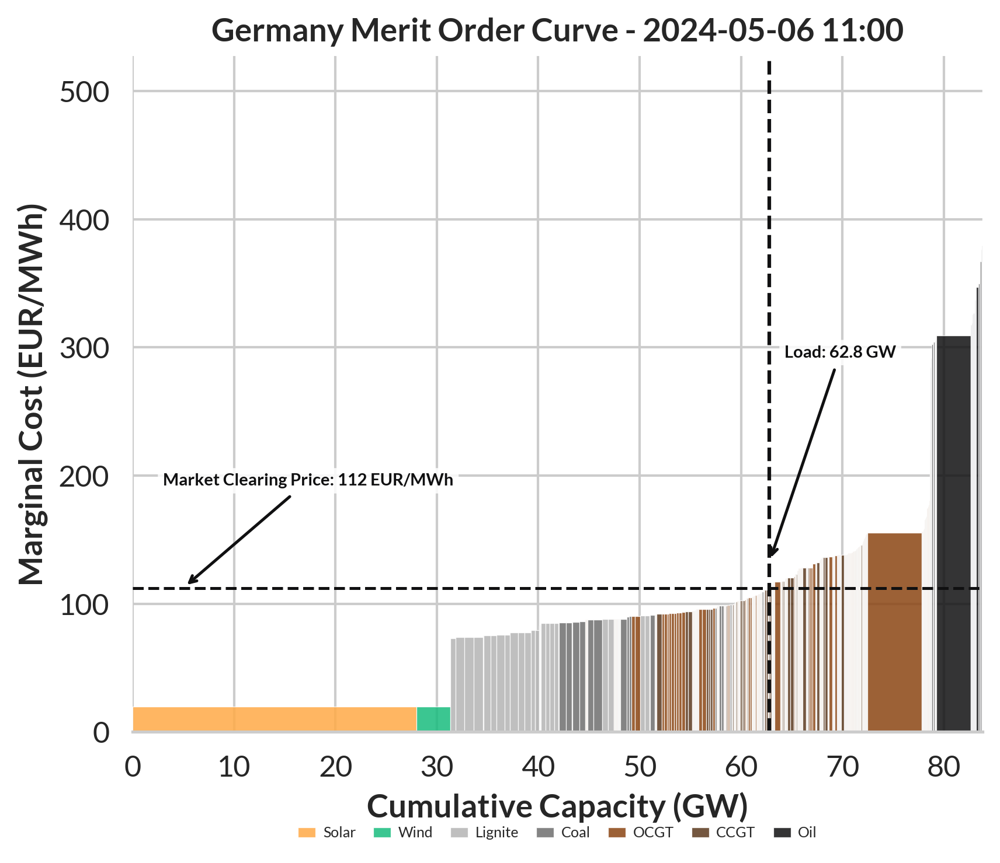 Germany Merit Order Curve - 2024-05-06 11:00
Marginal Cost (EUR/MWh)
500
400
300
200
100
0
Load: 62.8 GW
Market Clearing Price: 112 EUR/MWh
0 10 20 30 40 50 60 70 80
Cumulative Capacity (GW)
Solar Wind Lignite Coal OCGT CCGT Oil